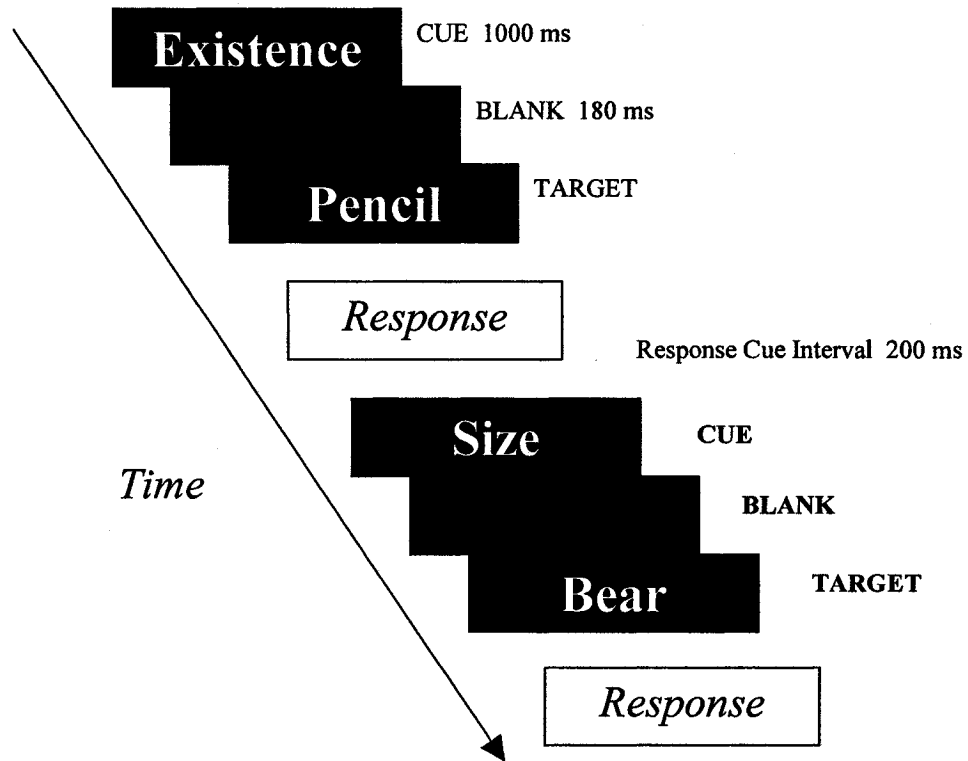 Existence
CUE 1000 ms
BLANK 180 ms
Pencil
TARGET
Response
Response Cue Interval 200 ms
Size
CUE
Time
BLANK
Bear
TARGET
Response